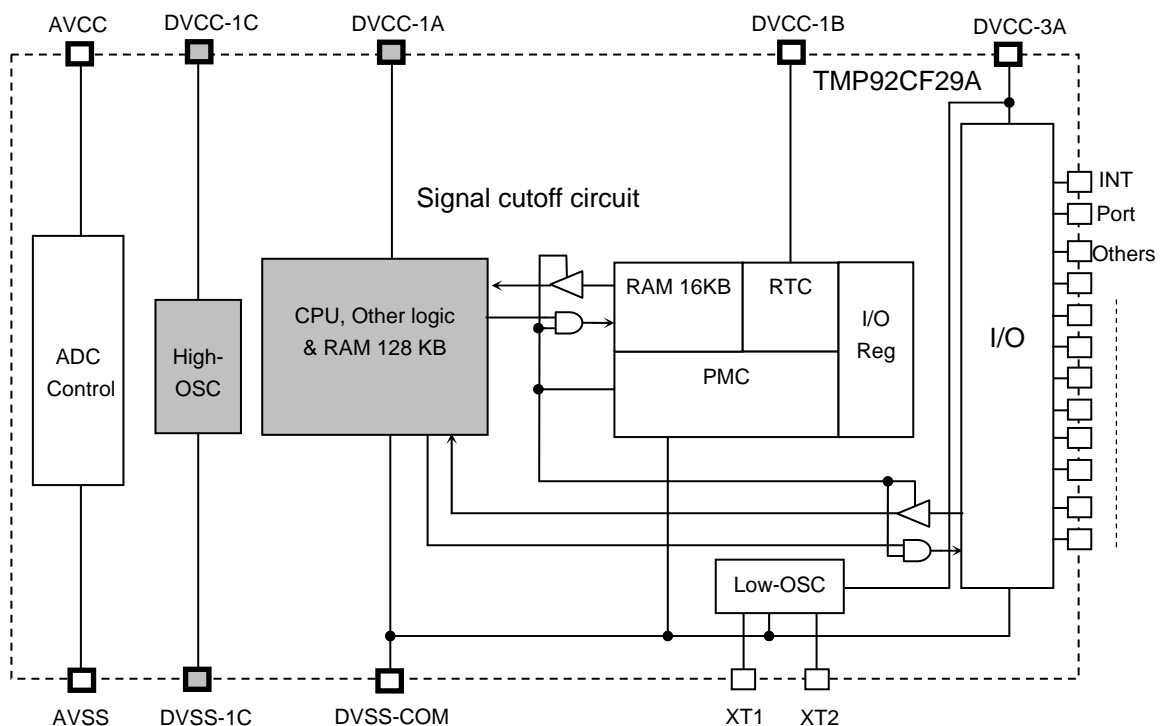 AVCC
DVCC-1C
DVCC-1A
DVCC-1B
DVCC-3A
TMP92CF29A
Signal cutoff circuit
INT
Port
Others
RAM 16KB
RTC
I/O
Reg
CPU, Other logic
& RAM 128 KB
PMC
I/O
ADC
Control
High-
OSC
Low-OSC
AVSS
DVSS-1C
DVSS-COM
XT1
XT2